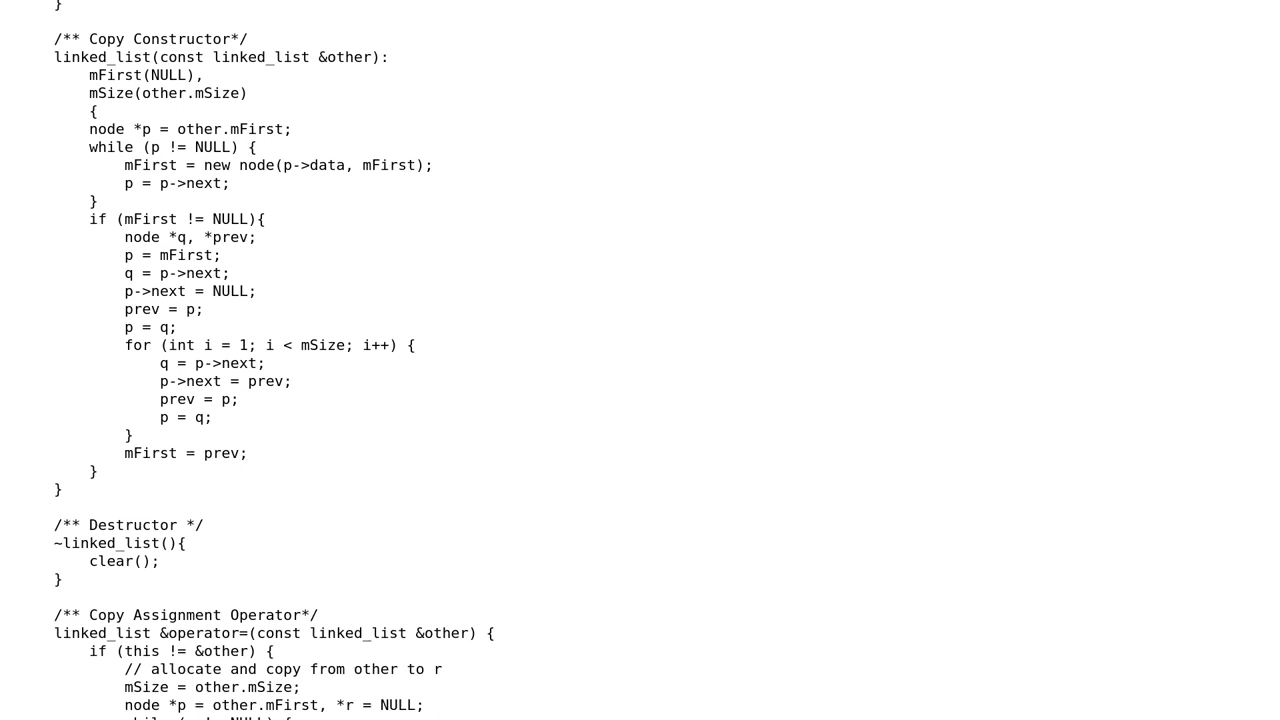 }
/** Copy Constructor*/
linked_list(const linked_list &other):
mFirst(NULL),
mSize(other.mSize)
{
node *p = other.mFirst;
while (p != NULL) {
mFirst = new node(p->data, mFirst);
p = p->next;
}
if (mFirst != NULL){
node *q, *prev;
p = mFirst;
q = p->next;
p->next = NULL;
prev = p;
p = q;
for (int i = 1; i < mSize; i++) {
q = p->next;
p->next = prev;
prev = p;
p = q;
}
mFirst = prev;
}
}
/** Destructor */
~linked_list(){
clear();
}
/** Copy Assignment Operator*/
linked_list &operator=(const linked_list &other) {
if (this != &other) {
// allocate and copy from other to r
mSize = other.mSize;
node *p = other.mFirst, *r = NULL;